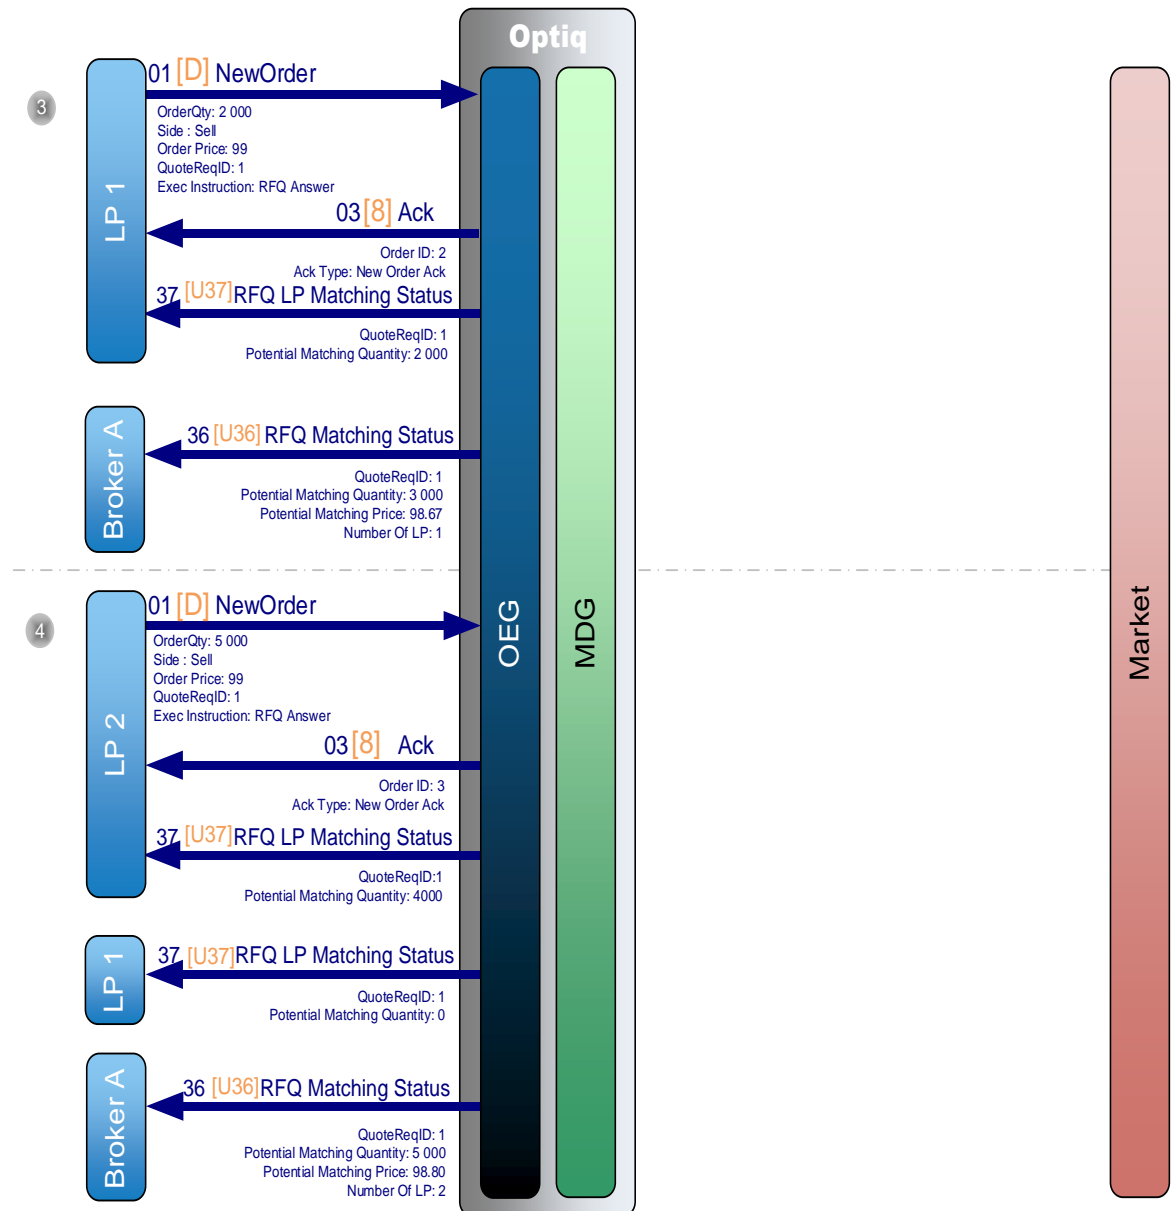 Optiq
3
LP 1
01 [D] NewOrder
OrderQty: 2 000
Side : Sell
Order Price: 99
QuoteReqID: 1
Exec Instruction: RFQ Answer
03 [8] Ack
Order ID: 2
Ack Type: New Order Ack
37 [U37] RFQ LP Matching Status
QuoteReqID: 1
Potential Matching Quantity: 2 000
Broker A
36 [U36] RFQ Matching Status
QuoteReqID: 1
Potential Matching Quantity: 3 000
Potential Matching Price: 98.67
Number Of LP: 1
OEG
MDG
Market
4
LP 2
01 [D] NewOrder
OrderQty: 5 000
Side : Sell
Order Price: 99
QuoteReqID: 1
Exec Instruction: RFQ Answer
03 [8] Ack
Order ID: 3
Ack Type: New Order Ack
37 [U37] RFQ LP Matching Status
QuoteReqID:1
Potential Matching Quantity: 4000
LP 1
37 [U37] RFQ LP Matching Status
QuoteReqID: 1
Potential Matching Quantity: 0
Broker A
36 [U36] RFQ Matching Status
QuoteReqID: 1
Potential Matching Quantity: 5 000
Potential Matching Price: 98.80
Number Of LP: 2